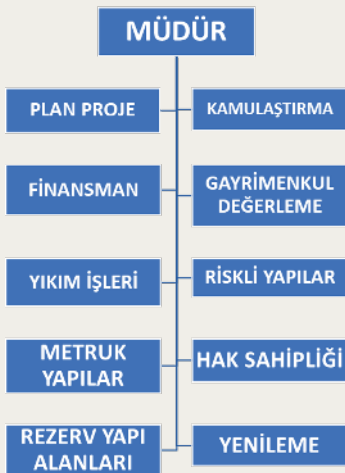 MÜDÜR
PLAN PROJE
KAMULAŞTIRMA
FİNANSMAN
GAYRİMENKUL
DEĞERLEME
YIKIM İŞLERİ
RİSKLİ YAPILAR
METRUK
YAPILAR
HAK SAHİPLİĞİ
REZERV YAPI
ALANLARI
YENİLEME